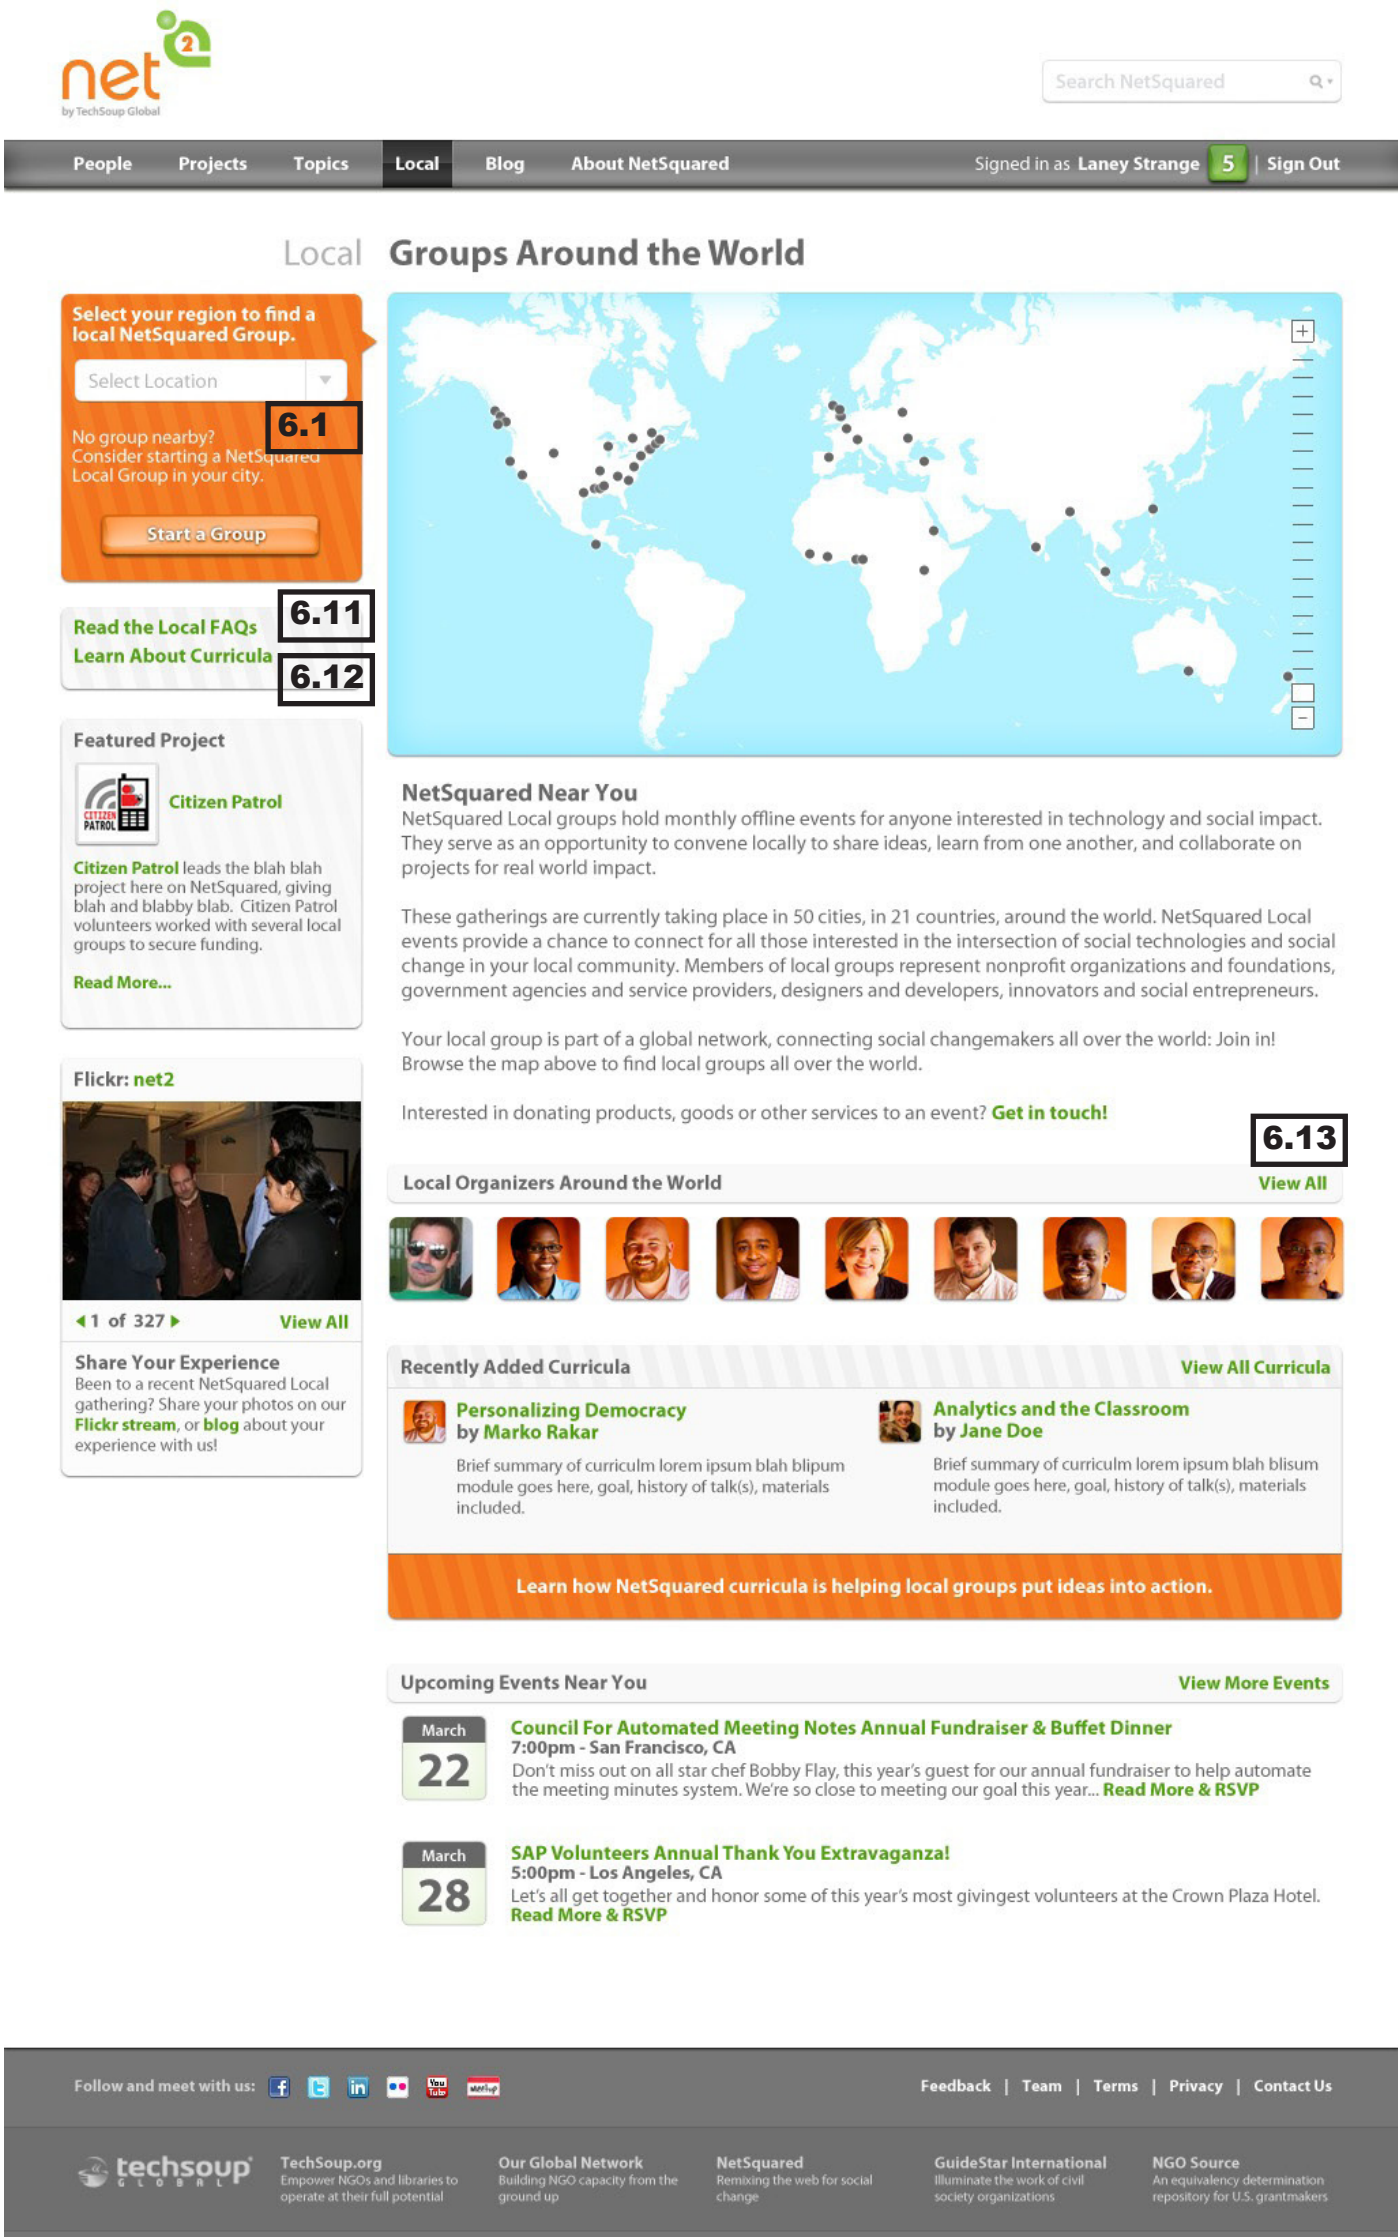 net2
by TechSoup Global
Search NetSquared
People Projects Topics Local Blog About NetSquared Signed in as Laney Strange 5 | Sign Out
Local Groups Around the World
Select your region to find a
local NetSquared Group.
Select Location
6.1
No group nearby?
Consider starting a NetSquared
Local Group in your city.
Start a Group
6.11
Read the Local FAQs
Learn About Curricula
6.12
Featured Project
CITIZEN
PATROL
Citizen Patrol
Citizen Patrol leads the blah blah
project here on NetSquared, giving
blah and blabby blab. Citizen Patrol
volunteers worked with several local
groups to secure funding.
Read More...
Flickr: net2
1 of 327 View All
Share Your Experience
Been to a recent NetSquared Local
gathering? Share your photos on our
Flickr stream, or blog about your
experience with us!
+
−
NetSquared Near You
NetSquared Local groups hold monthly offline events for anyone interested in technology and social impact.
They serve as an opportunity to convene locally to share ideas, learn from one another, and collaborate on
projects for real world impact.
These gatherings are currently taking place in 50 cities, in 21 countries, around the world. NetSquared Local
events provide a chance to connect for all those interested in the intersection of social technologies and social
change in your local community. Members of local groups represent nonprofit organizations and foundations,
government agencies and service providers, designers and developers, innovators and social entrepreneurs.
Your local group is part of a global network, connecting social changemakers all over the world: Join in!
Browse the map above to find local groups all over the world.
Interested in donating products, goods or other services to an event? Get in touch!
6.13
Local Organizers Around the World View All
Recently Added Curricula View All Curricula
Personalizing Democracy
by Marko Rakar
Brief summary of curriculm lorem ipsum blah blipum
module goes here, goal, history of talk(s), materials
included.
Analytics and the Classroom
by Jane Doe
Brief summary of curriculm lorem ipsum blah blisum
module goes here, goal, history of talk(s), materials
included.
Learn how NetSquared curricula is helping local groups put ideas into action.
Upcoming Events Near You View More Events
March
22
Council For Automated Meeting Notes Annual Fundraiser & Buffet Dinner
7:00pm - San Francisco, CA
Don't miss out on all star chef Bobby Flay, this year's guest for our annual fundraiser to help automate
the meeting minutes system. We're so close to meeting our goal this year... Read More & RSVP
March
28
SAP Volunteers Annual Thank You Extravaganza!
5:00pm - Los Angeles, CA
Let's all get together and honor some of this year's most givingest volunteers at the Crown Plaza Hotel.
Read More & RSVP
Follow and meet with us: f t in You Tube Meetup
Feedback | Team | Terms | Privacy | Contact Us
techsoup
GLOBAL
TechSoup.org
Empower NGOs and libraries to
operate at their full potential
Our Global Network
Building NGO capacity from the
ground up
NetSquared
Remixing the web for social
change
GuideStar International
Illuminate the work of civil
society organizations
NGO Source
An equivalency determination
repository for U.S. grantmakers